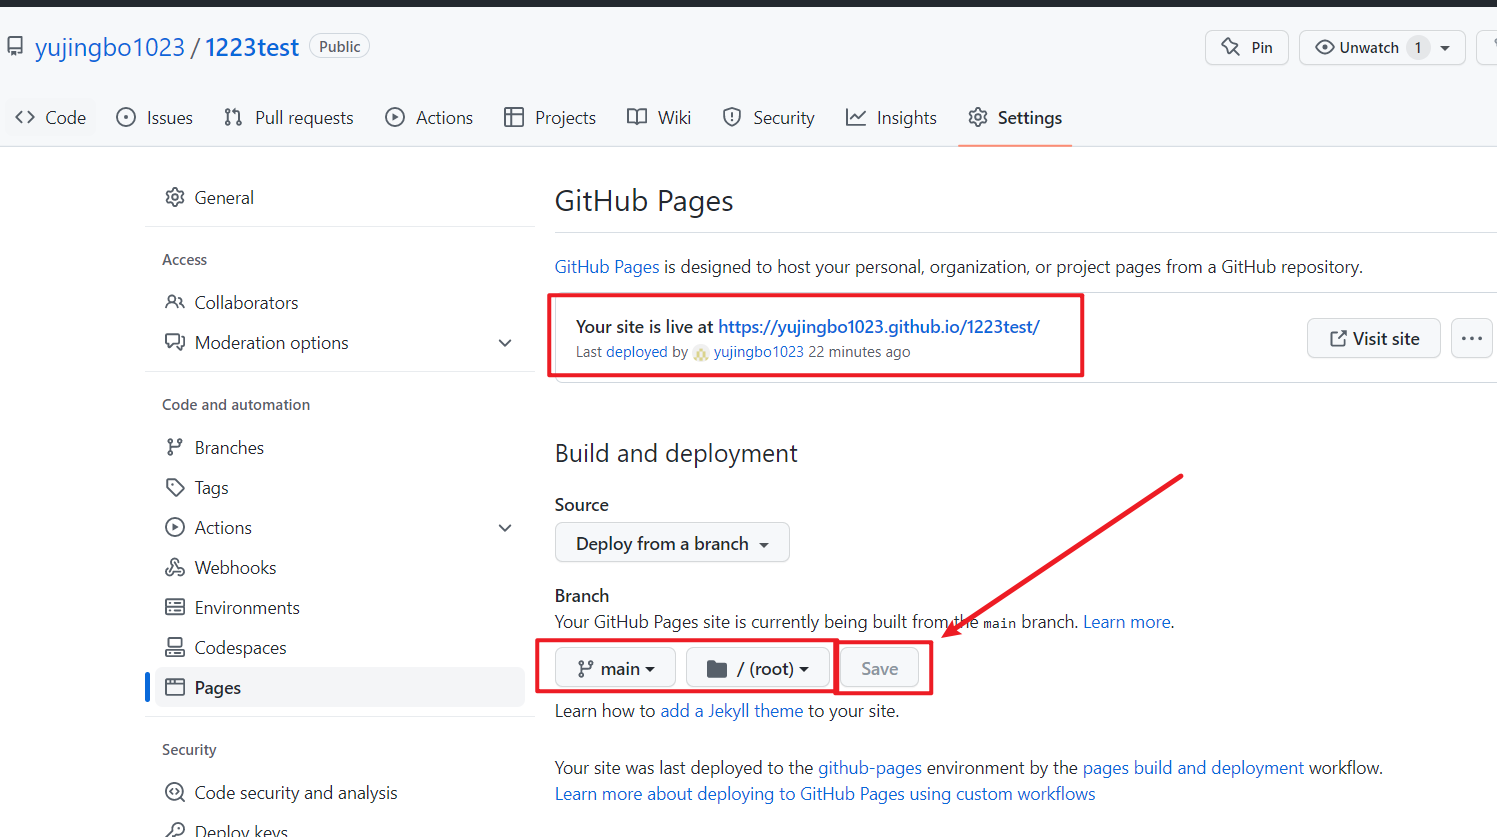 yujingbo1023 / 1223test Public
Pin
Unwatch 1
Code Issues Pull requests Actions Projects Wiki Security Insights Settings
General
Access
Collaborators
Moderation options
Code and automation
Branches
Tags
Actions
Webhooks
Environments
Codespaces
Pages
Security
Code security and analysis
Deploy keys
GitHub Pages
GitHub Pages is designed to host your personal, organization, or project pages from a GitHub repository.
Your site is live at https://yujingbo1023.github.io/1223test/
Last deployed by yujingbo1023 22 minutes ago
Visit site
Build and deployment
Source
Deploy from a branch
Branch
Your GitHub Pages site is currently being built from the main branch. Learn more.
main / (root) Save
Learn how to add a Jekyll theme to your site.
Your site was last deployed to the github-pages environment by the pages build and deployment workflow.
Learn more about deploying to GitHub Pages using custom workflows